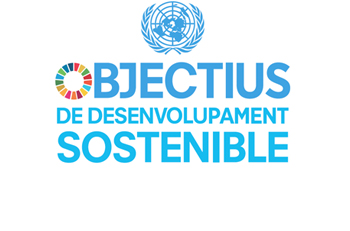 OBJECTIUS
DE DESENVOLUPAMENT
SOSTENIBLE